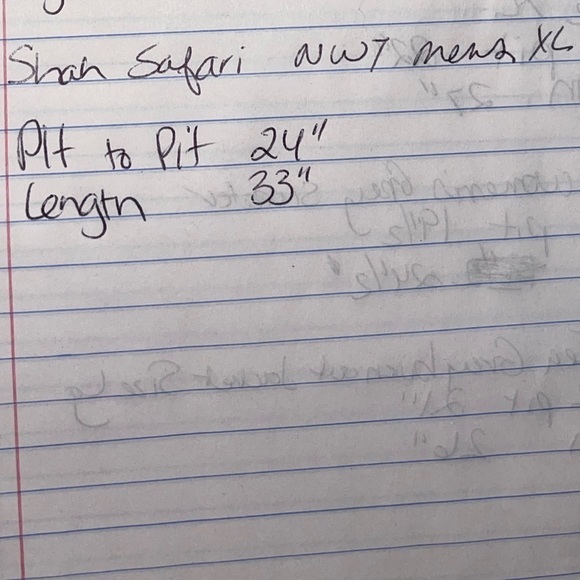 Shah Safari NWT mens XL
Pit to Pit 24"
Length 33"